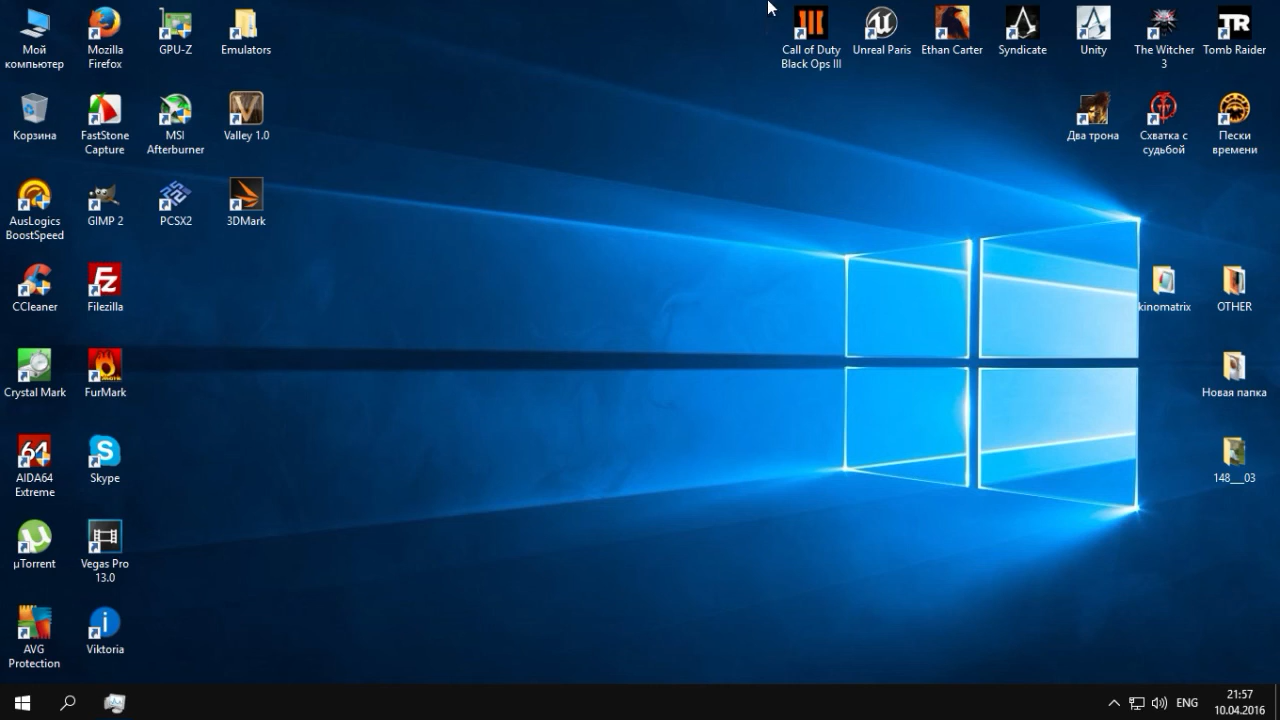 Мой
компьютер
Mozilla
Firefox
GPU-Z
Emulators
Call of Duty
Black Ops III
Unreal Paris
Ethan Carter
Syndicate
Unity
The Witcher
3
Tomb Raider
Корзина
FastStone
Capture
MSI
Afterburner
Valley 1.0
Два трона
Схватка с
судьбой
Пески
времени
AusLogics
BoostSpeed
GIMP 2
PCSX2
3DMark
CCleaner
Filezilla
kinomatrix
OTHER
Crystal Mark
FurMark
Новая папка
AIDA64
Extreme
Skype
148__03
µTorrent
Vegas Pro
13.0
AVG
Protection
Viktoria
ENG
21:57
10.04.2016